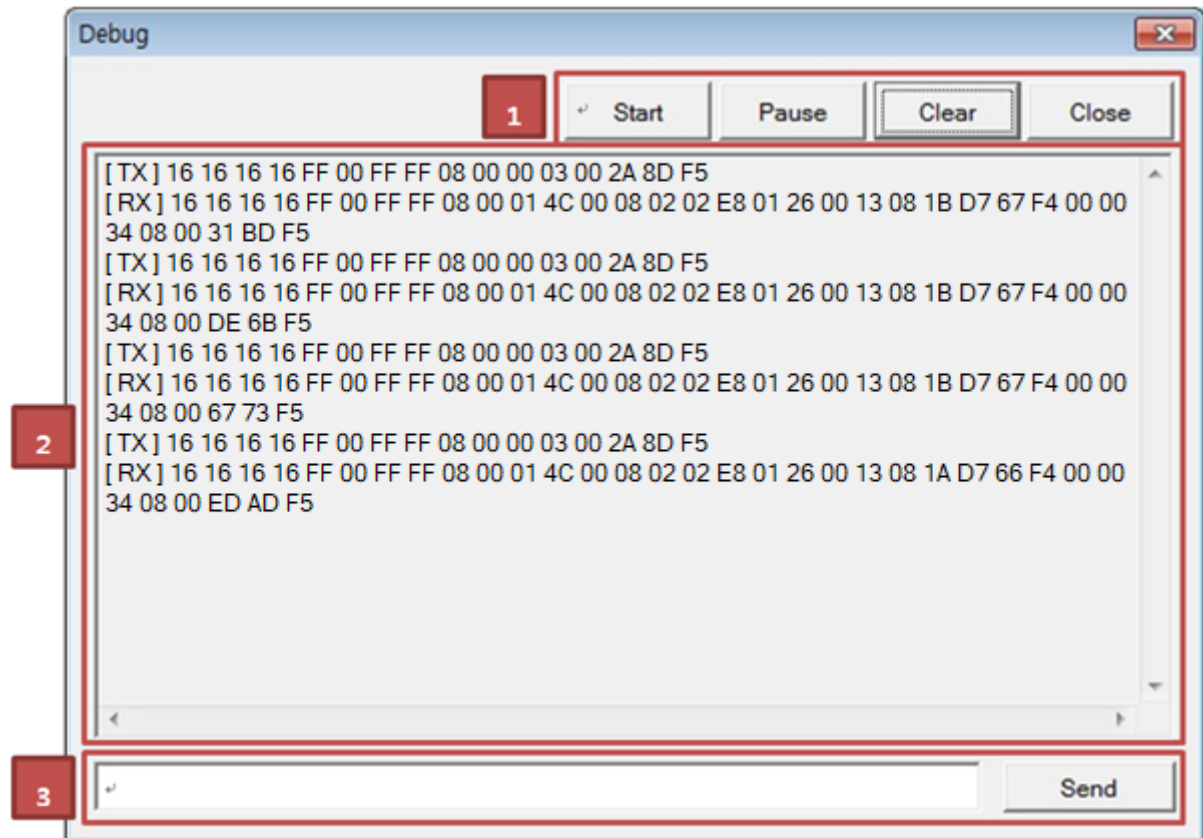 Debug
1
Start
Pause
Clear
Close
[ TX ] 16 16 16 16 FF 00 FF FF 08 00 00 03 00 2A 8D F5
[ RX ] 16 16 16 16 FF 00 FF FF 08 00 01 4C 00 08 02 02 E8 01 26 00 13 08 1B D7 67 F4 00 00
34 08 00 31 BD F5
[ TX ] 16 16 16 16 FF 00 FF FF 08 00 00 03 00 2A 8D F5
[ RX ] 16 16 16 16 FF 00 FF FF 08 00 01 4C 00 08 02 02 E8 01 26 00 13 08 1B D7 67 F4 00 00
34 08 00 DE 6B F5
[ TX ] 16 16 16 16 FF 00 FF FF 08 00 00 03 00 2A 8D F5
[ RX ] 16 16 16 16 FF 00 FF FF 08 00 01 4C 00 08 02 02 E8 01 26 00 13 08 1B D7 67 F4 00 00
34 08 00 67 73 F5
2
[ TX ] 16 16 16 16 FF 00 FF FF 08 00 00 03 00 2A 8D F5
[ RX ] 16 16 16 16 FF 00 FF FF 08 00 01 4C 00 08 02 02 E8 01 26 00 13 08 1A D7 66 F4 00 00
34 08 00 ED AD F5
3
Send